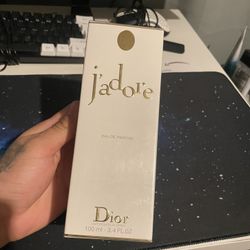 j'adore
EAU DE PARFUM
Dior
100 ml · 3.4 FL.OZ